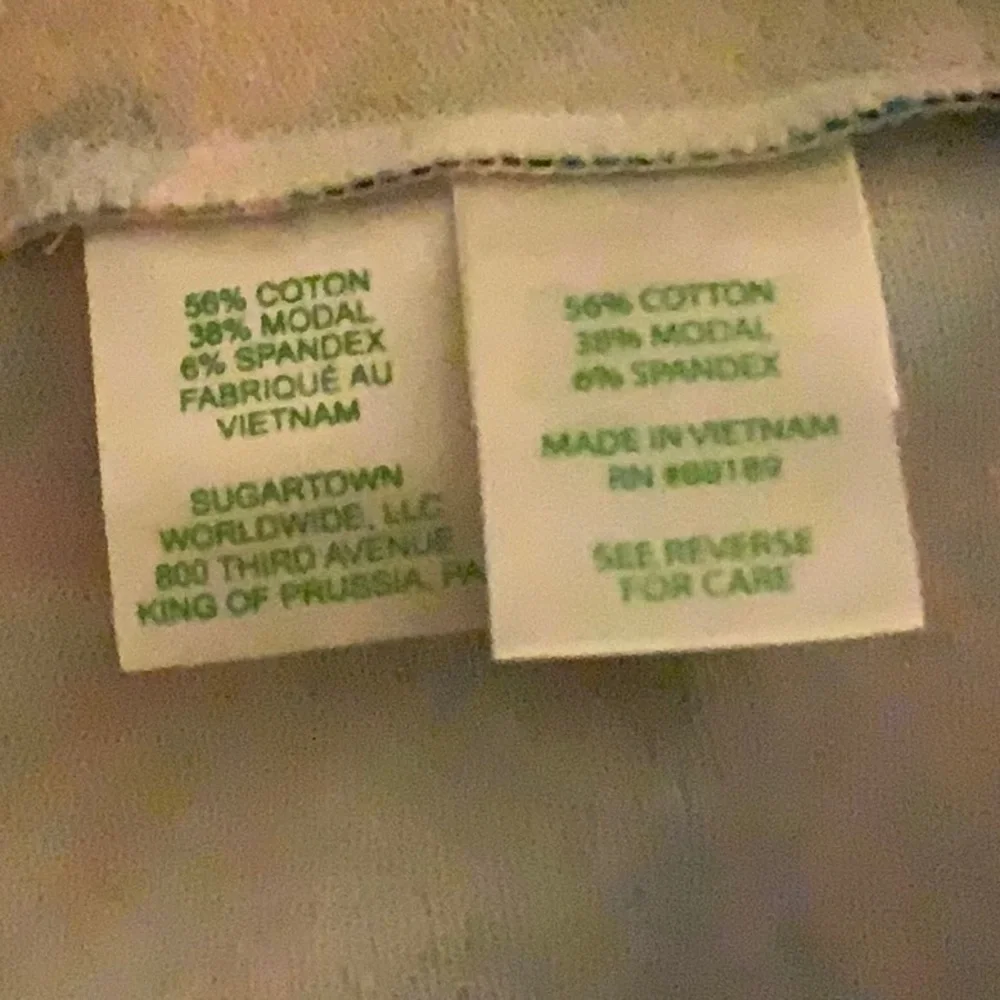 56% COTON
38% MODAL
6% SPANDEX
FABRIQUÉ AU
VIETNAM
SUGARTOWN
WORLDWIDE, LLC
800 THIRD AVENUE
KING OF PRUSSIA, PA
56% COTTON
38% MODAL
6% SPANDEX
MADE IN VIETNAM
RN
SEE REVERSE
FOR CARE